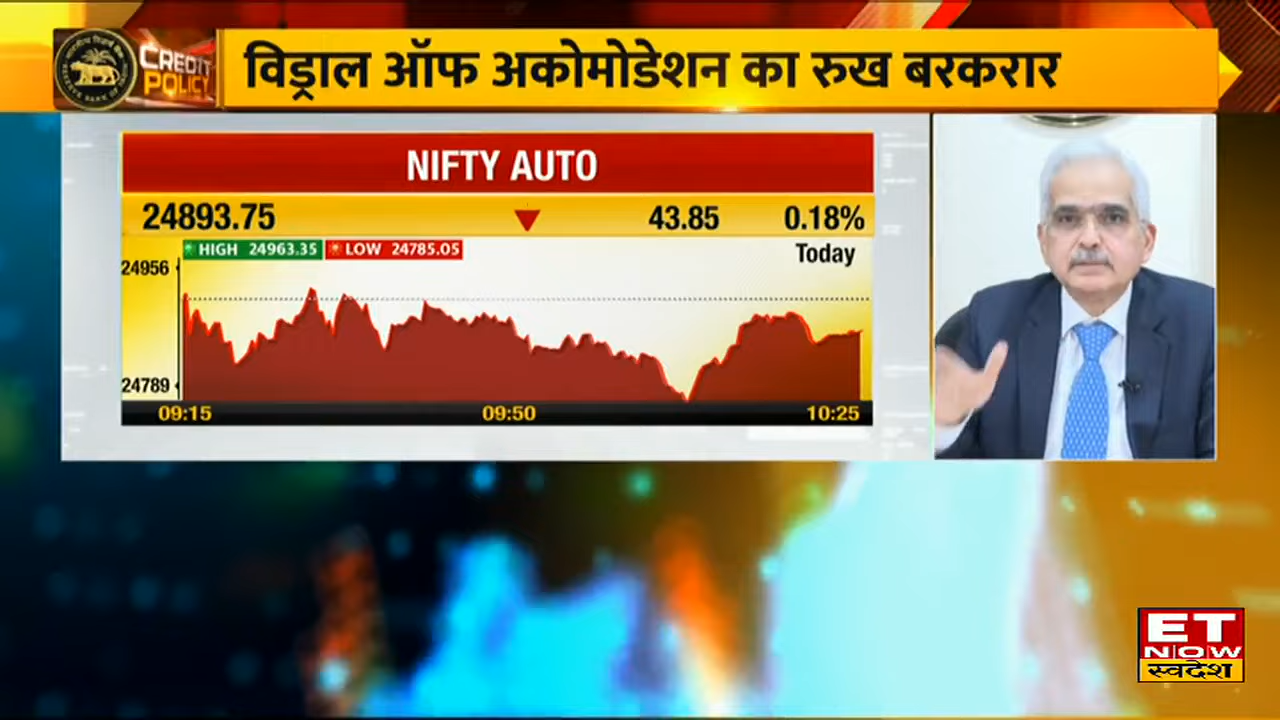 CREDIT
POLICY
विड्राल ऑफ अकोमोडेशन का रुख बरकरार
NIFTY AUTO
24893.75 43.85 0.18%
HIGH 24963.35 LOW 24785.05 Today
24956
24789
09:15 09:50 10:25
ET
NOW
स्वदेश